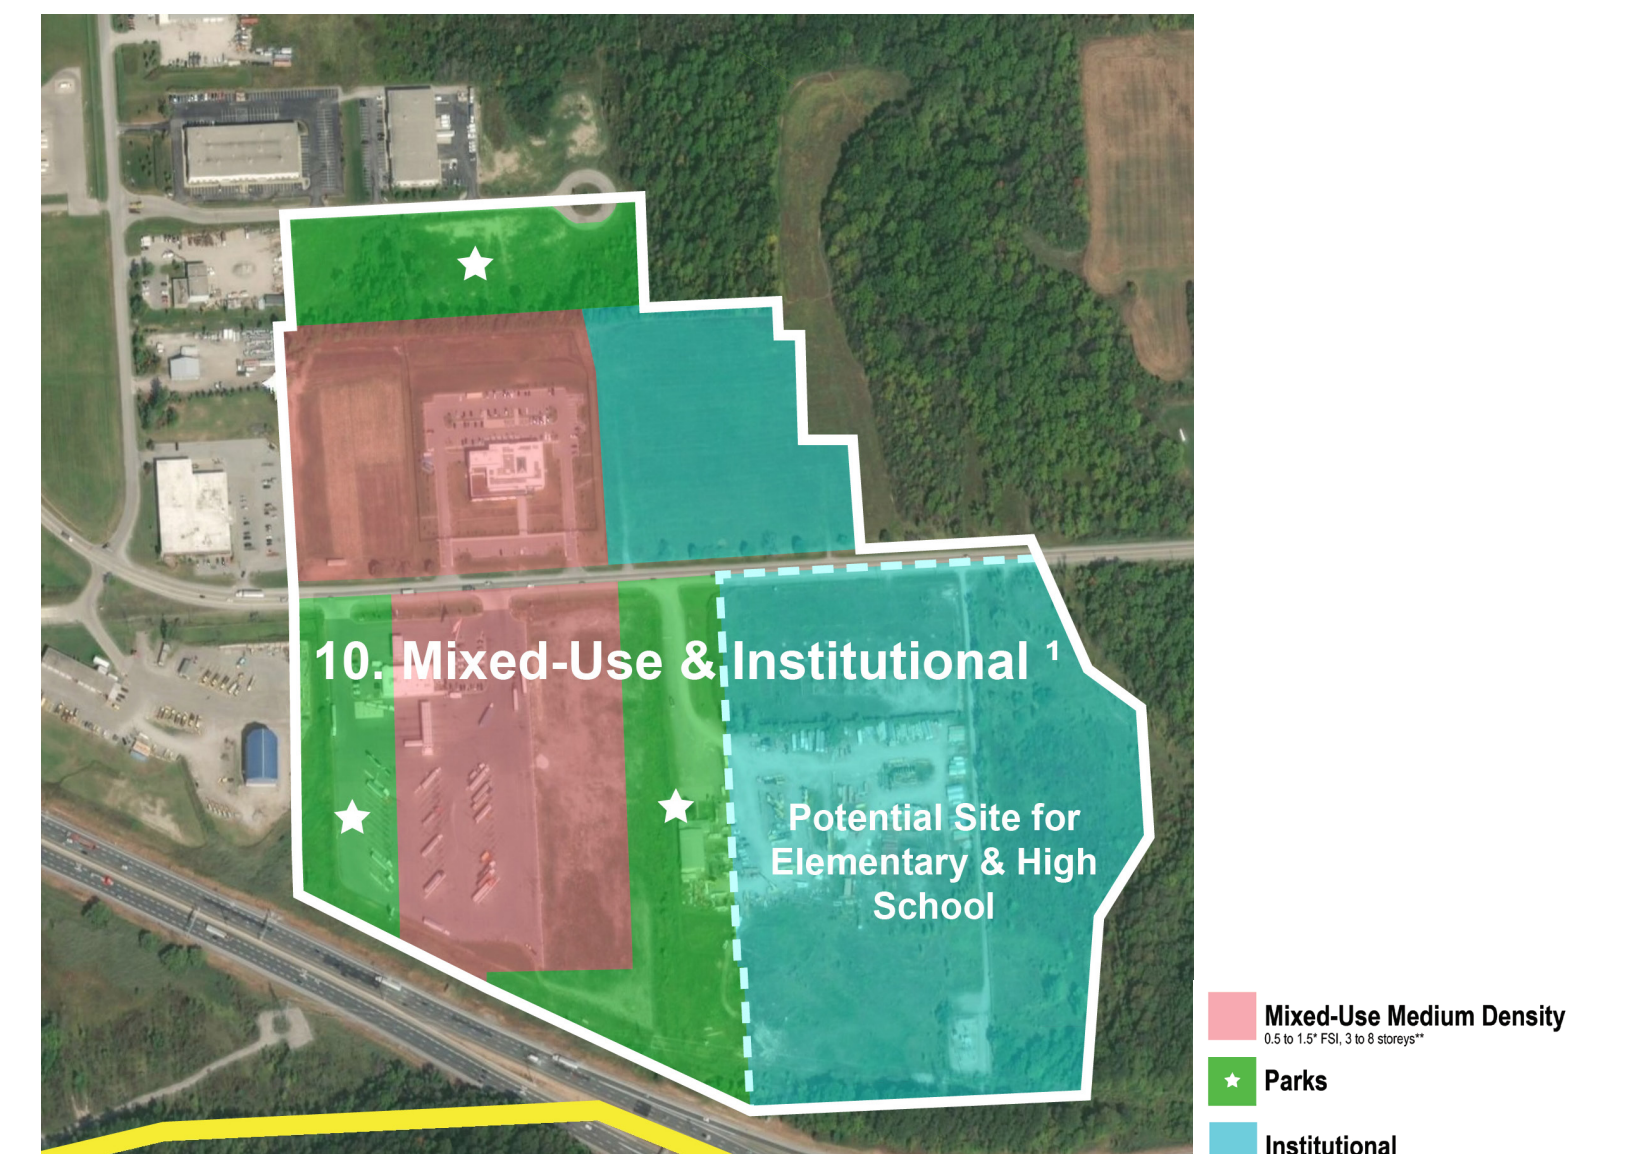 10. Mixed-Use & Institutional ¹
Potential Site for
Elementary & High
School
Mixed-Use Medium Density
0.5 to 1.5* FSI, 3 to 8 storeys**
Parks
Institutional